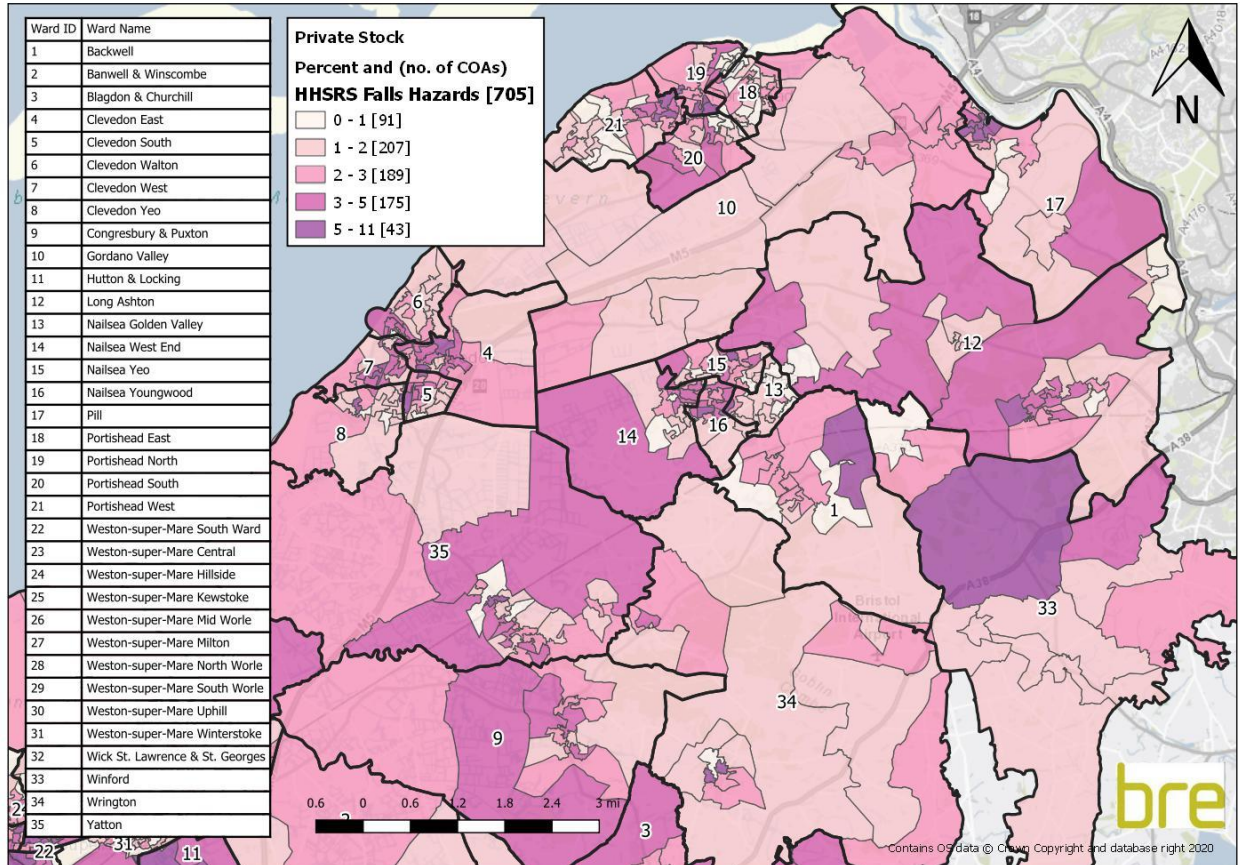 Ward ID Ward Name
1 Backwell
2 Banwell & Winscombe
3 Blagdon & Churchill
4 Clevedon East
5 Clevedon South
6 Clevedon Walton
7 Clevedon West
8 Clevedon Yeo
9 Congresbury & Puxton
10 Gordano Valley
11 Hutton & Locking
12 Long Ashton
13 Nailsea Golden Valley
14 Nailsea West End
15 Nailsea Yeo
16 Nailsea Youngwood
17 Pill
18 Portishead East
19 Portishead North
20 Portishead South
21 Portishead West
22 Weston-super-Mare South Ward
23 Weston-super-Mare Central
24 Weston-super-Mare Hillside
25 Weston-super-Mare Kewstoke
26 Weston-super-Mare Mid Worle
27 Weston-super-Mare Milton
28 Weston-super-Mare North Worle
29 Weston-super-Mare South Worle
30 Weston-super-Mare Uphill
31 Weston-super-Mare Winterstoke
32 Wick St. Lawrence & St. Georges
33 Winford
34 Wrington
35 Yatton
Private Stock
Percent and (no. of COAs)
HHSRS Falls Hazards [705]
0 - 1 [91]
1 - 2 [207]
2 - 3 [189]
3 - 5 [175]
5 - 11 [43]
N
19
18
21
20
10
17
M5
M5
A4
A4
A4176
6
4
7
5
8
15
13
14
16
12
1
35
A38
A38
33
Bristol
International
Airport
34
9
M5
3
22
31
11
0.6 0 0.6 1.2 1.8 2.4 3 mi
bre
Contains OS data © Crown Copyright and database right 2020